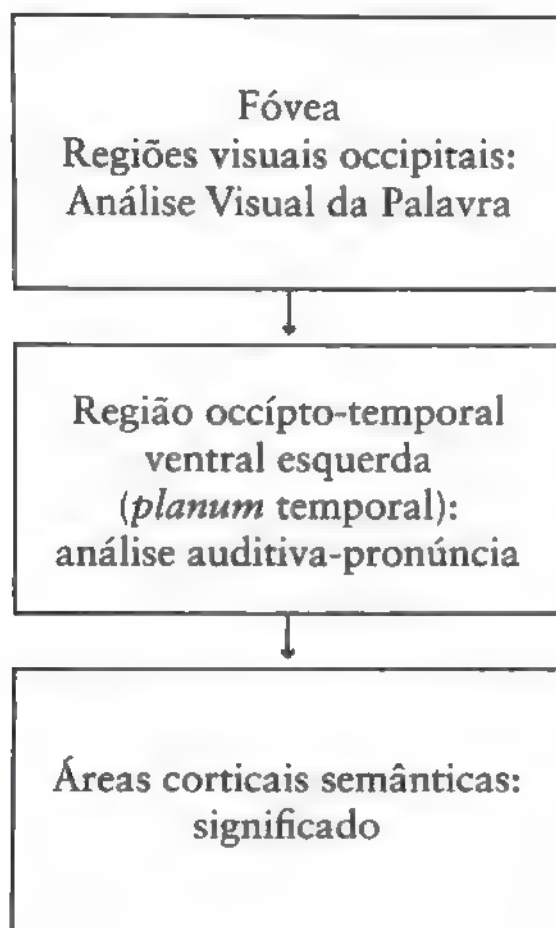 Fóvea
Regiões visuais occipitais:
Análise Visual da Palavra
Região occípto-temporal
ventral esquerda
(planum temporal):
análise auditiva-pronúncia
Áreas corticais semânticas:
significado